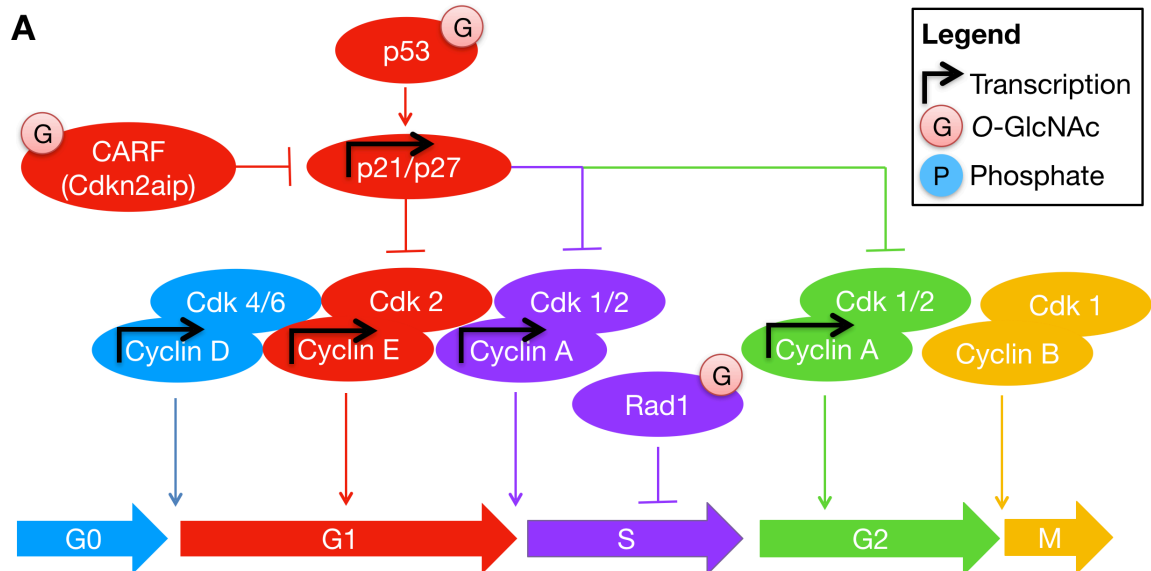 A
G
p53
Legend
Transcription
G O-GlcNAc
P Phosphate
G
CARF
(Cdkn2aip)
p21/p27
Cdk 4/6
Cdk 2
Cdk 1/2
Cdk 1/2
Cdk 1
Cyclin D
Cyclin E
Cyclin A
Cyclin A
Cyclin B
G
Rad1
G0
G1
S
G2
M